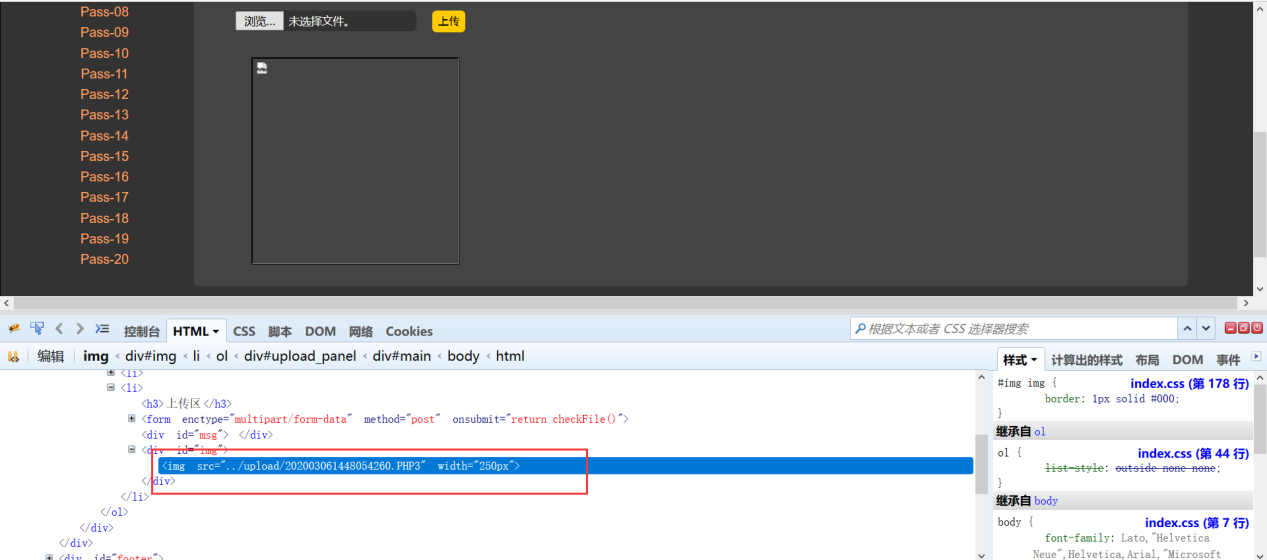 Pass-08
Pass-09
Pass-10
Pass-11
Pass-12
Pass-13
Pass-14
Pass-15
Pass-16
Pass-17
Pass-18
Pass-19
Pass-20
浏览... 未选择文件。 上传
控制台 HTML CSS 脚本 DOM 网络 Cookies
根据文本或者 CSS 选择器搜索
编辑 img < div#img < li < ol < div#upload_panel < div#main < body < html
<li>
<li>
<h3>上传区</h3>
<form enctype="multipart/form-data" method="post" onsubmit="return checkFile()">
<div id="msg"> </div>
<div id="img">
<img src="../upload/202003061448054260.PHP3" width="250px">
</div>
</li>
</ol>
</div>
</div>
<div id="footer">
样式 计算出的样式 布局 DOM 事件
#img img { index.css (第 178 行)
border: 1px solid #000;
}
继承自 ol
ol { index.css (第 44 行)
list-style: outside none none;
}
继承自 body
body { index.css (第 7 行)
font-family: Lato,"Helvetica
Neue",Helvetica,Arial,"Microsoft